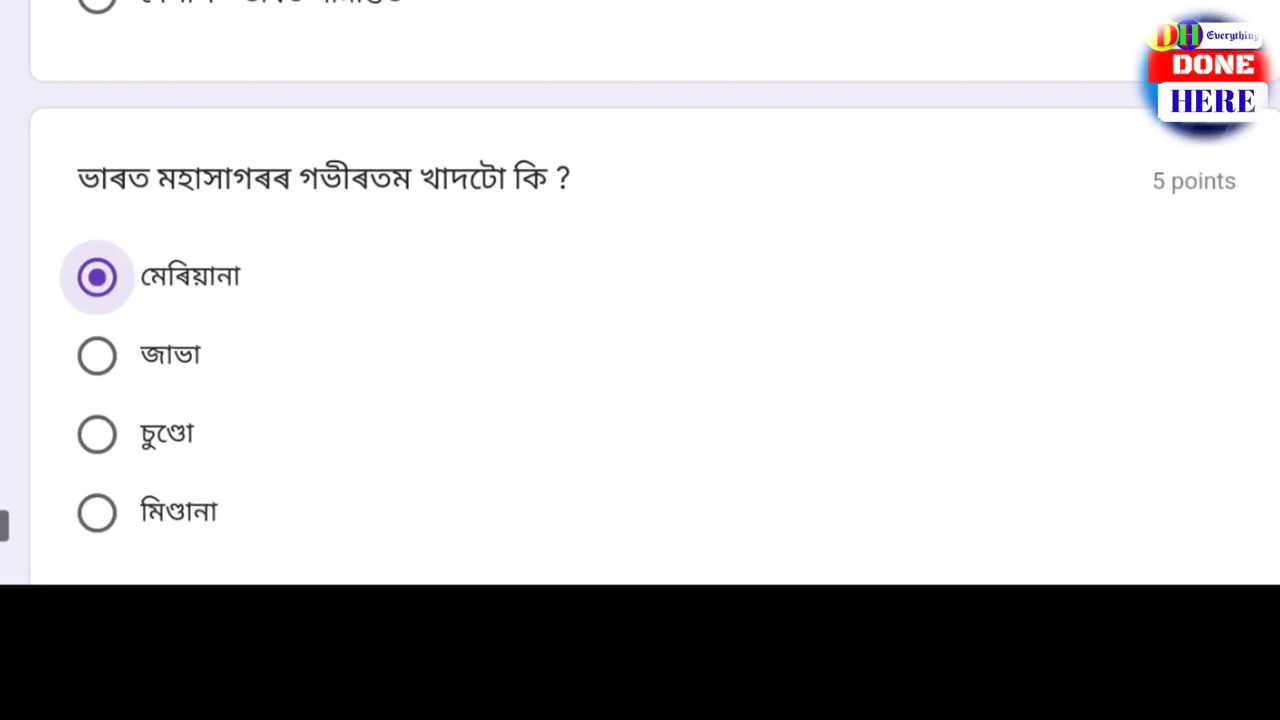 DH Everything
DONE
HERE
ভাৰত মহাসাগৰৰ গভীৰতম খাদটো কি ?
5 points
মেৰিয়ানা
জাভা
চুণ্ডো
মিণ্ডানা